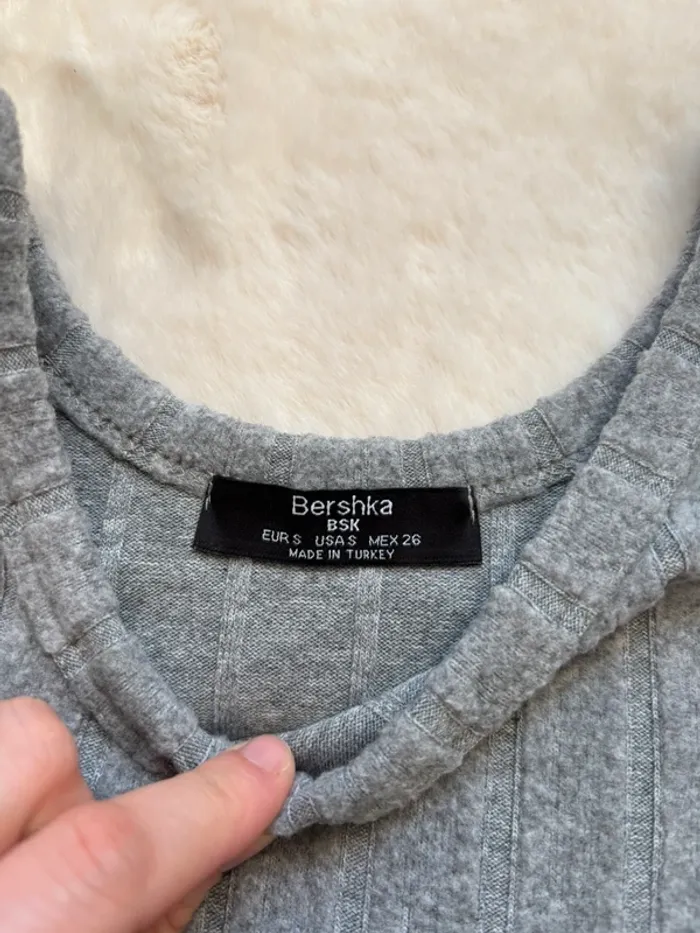 Bershka
BSK
EUR S USA S MEX 26
MADE IN TURKEY